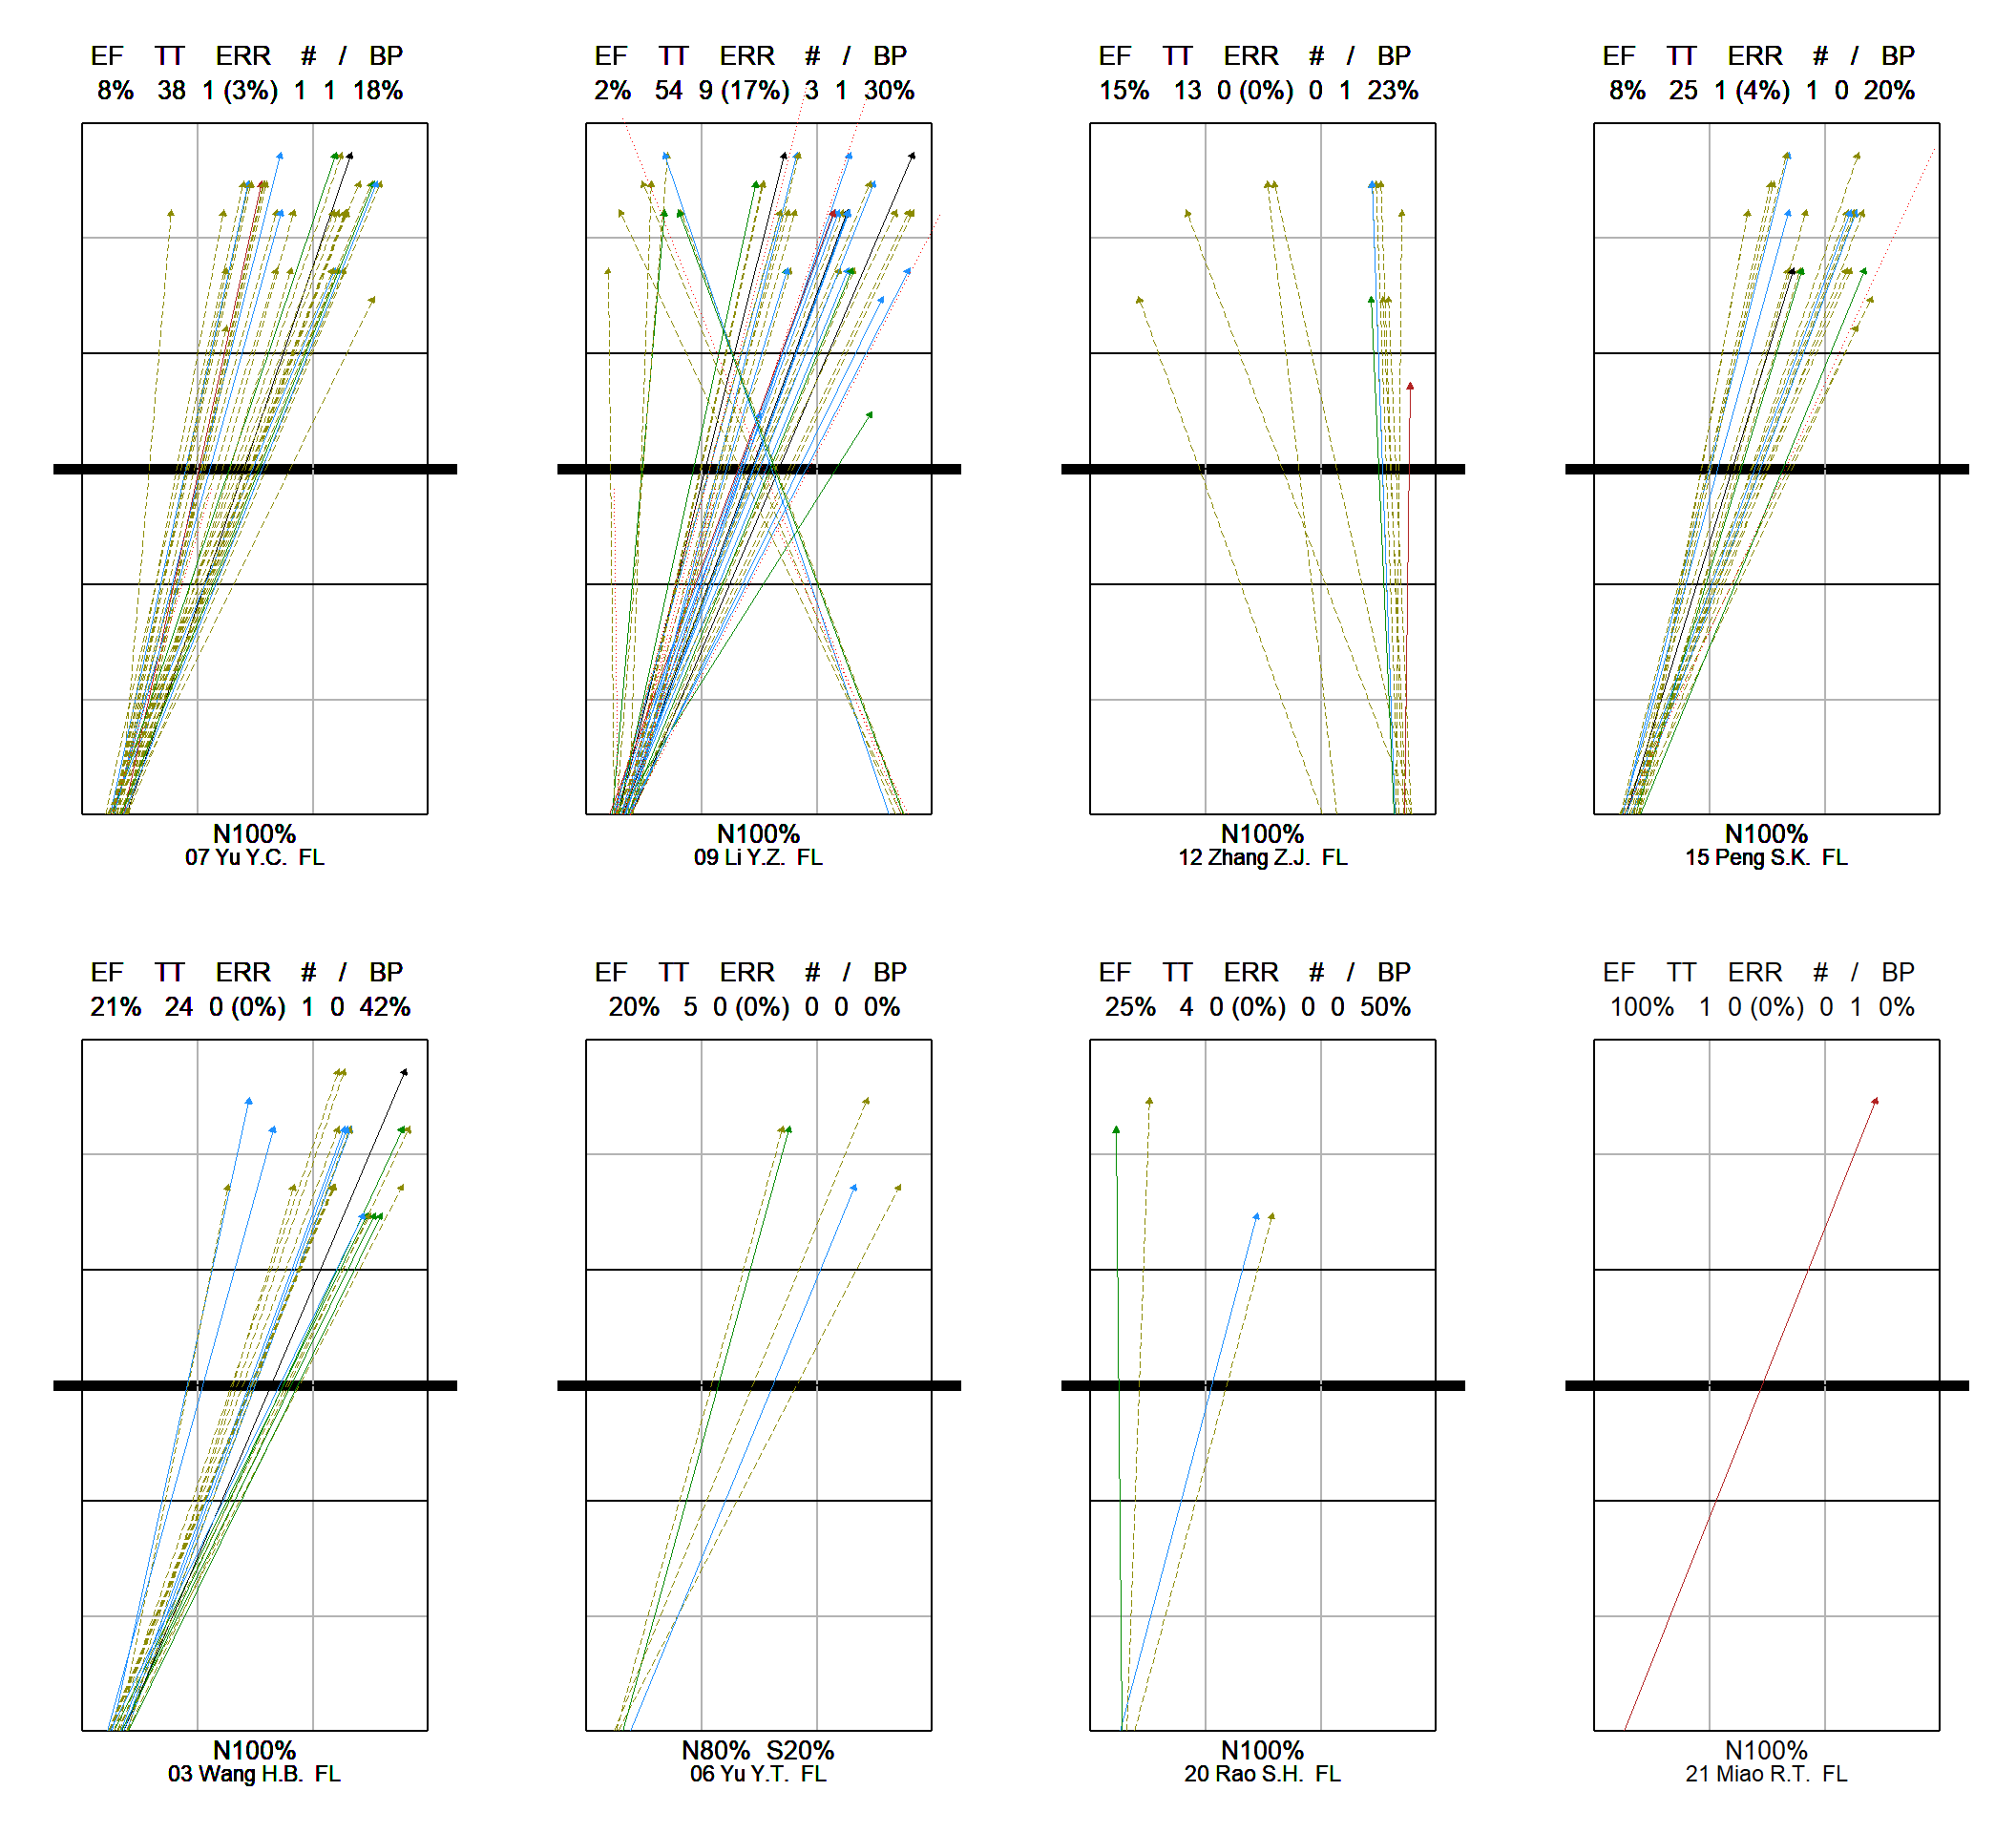 EF TT ERR # / BP
8% 38 1 (3%) 1 1 18%
N100%
07 Yu Y.C. FL
EF TT ERR # / BP
2% 54 9 (17%) 3 1 30%
N100%
09 Li Y.Z. FL
EF TT ERR # / BP
15% 13 0 (0%) 0 1 23%
N100%
12 Zhang Z.J. FL
EF TT ERR # / BP
8% 25 1 (4%) 1 0 20%
N100%
15 Peng S.K. FL
EF TT ERR # / BP
21% 24 0 (0%) 1 0 42%
N100%
03 Wang H.B. FL
EF TT ERR # / BP
20% 5 0 (0%) 0 0 0%
N80% S20%
06 Yu Y.T. FL
EF TT ERR # / BP
25% 4 0 (0%) 0 0 50%
N100%
20 Rao S.H. FL
EF TT ERR # / BP
100% 1 0 (0%) 0 1 0%
N100%
21 Miao R.T. FL